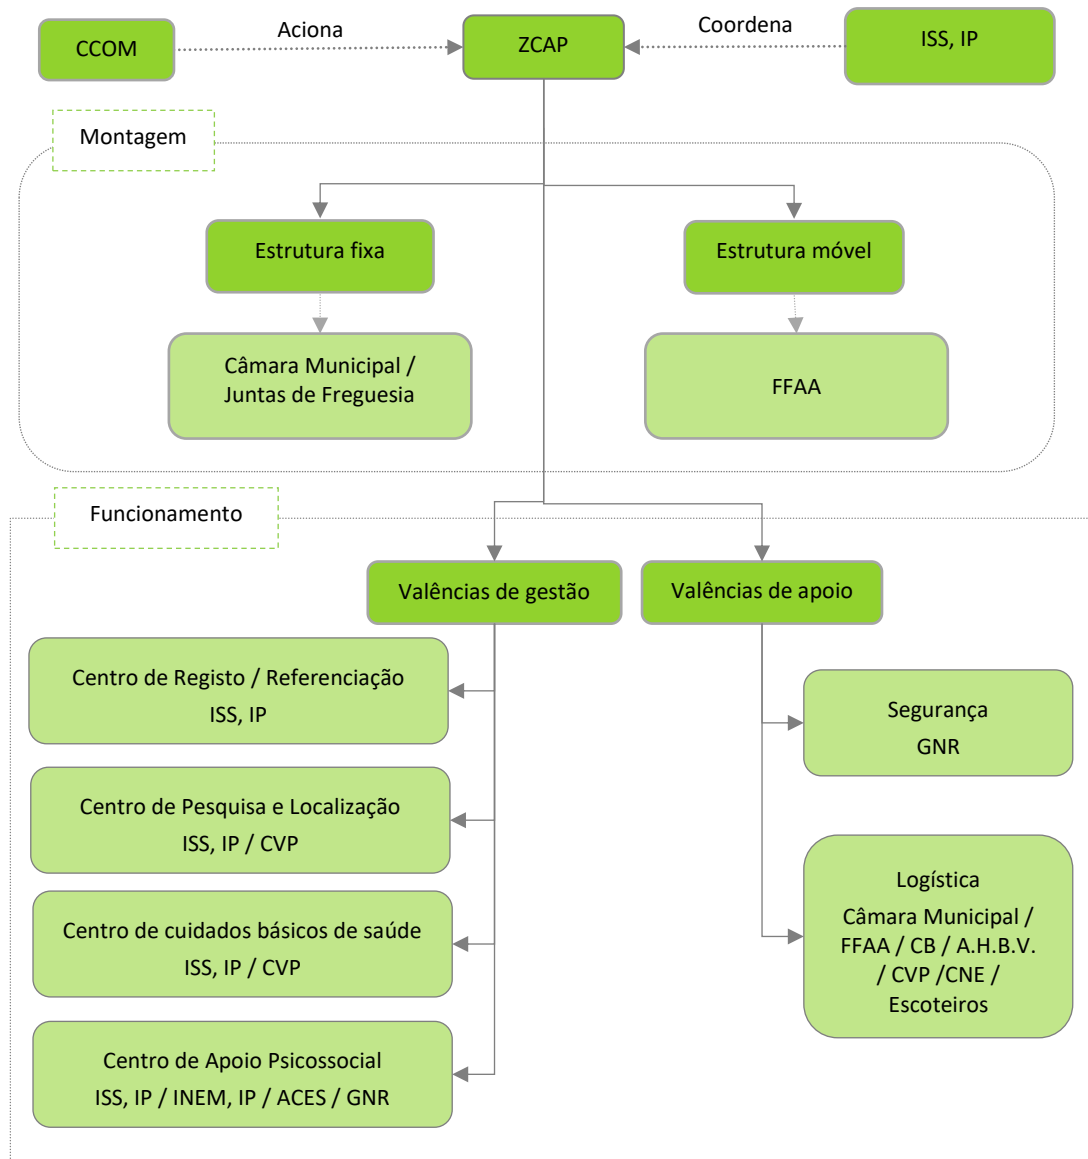 CCOM
Aciona
ZCAP
Coordena
ISS, IP
Montagem
Estrutura fixa
Estrutura móvel
Câmara Municipal /
Juntas de Freguesia
FFAA
Funcionamento
Valências de gestão
Valências de apoio
Centro de Registo / Referenciação
ISS, IP
Centro de Pesquisa e Localização
ISS, IP / CVP
Centro de cuidados básicos de saúde
ISS, IP / CVP
Centro de Apoio Psicossocial
ISS, IP / INEM, IP / ACES / GNR
Segurança
GNR
Logística
Câmara Municipal /
FFAA / CB / A.H.B.V.
/ CVP /CNE /
Escoteiros